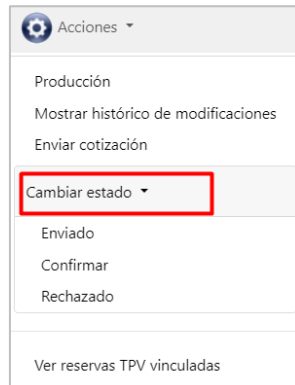 Acciones
Producción
Mostrar histórico de modificaciones
Enviar cotización
Cambiar estado
Enviado
Confirmar
Rechazado
Ver reservas TPV vinculadas